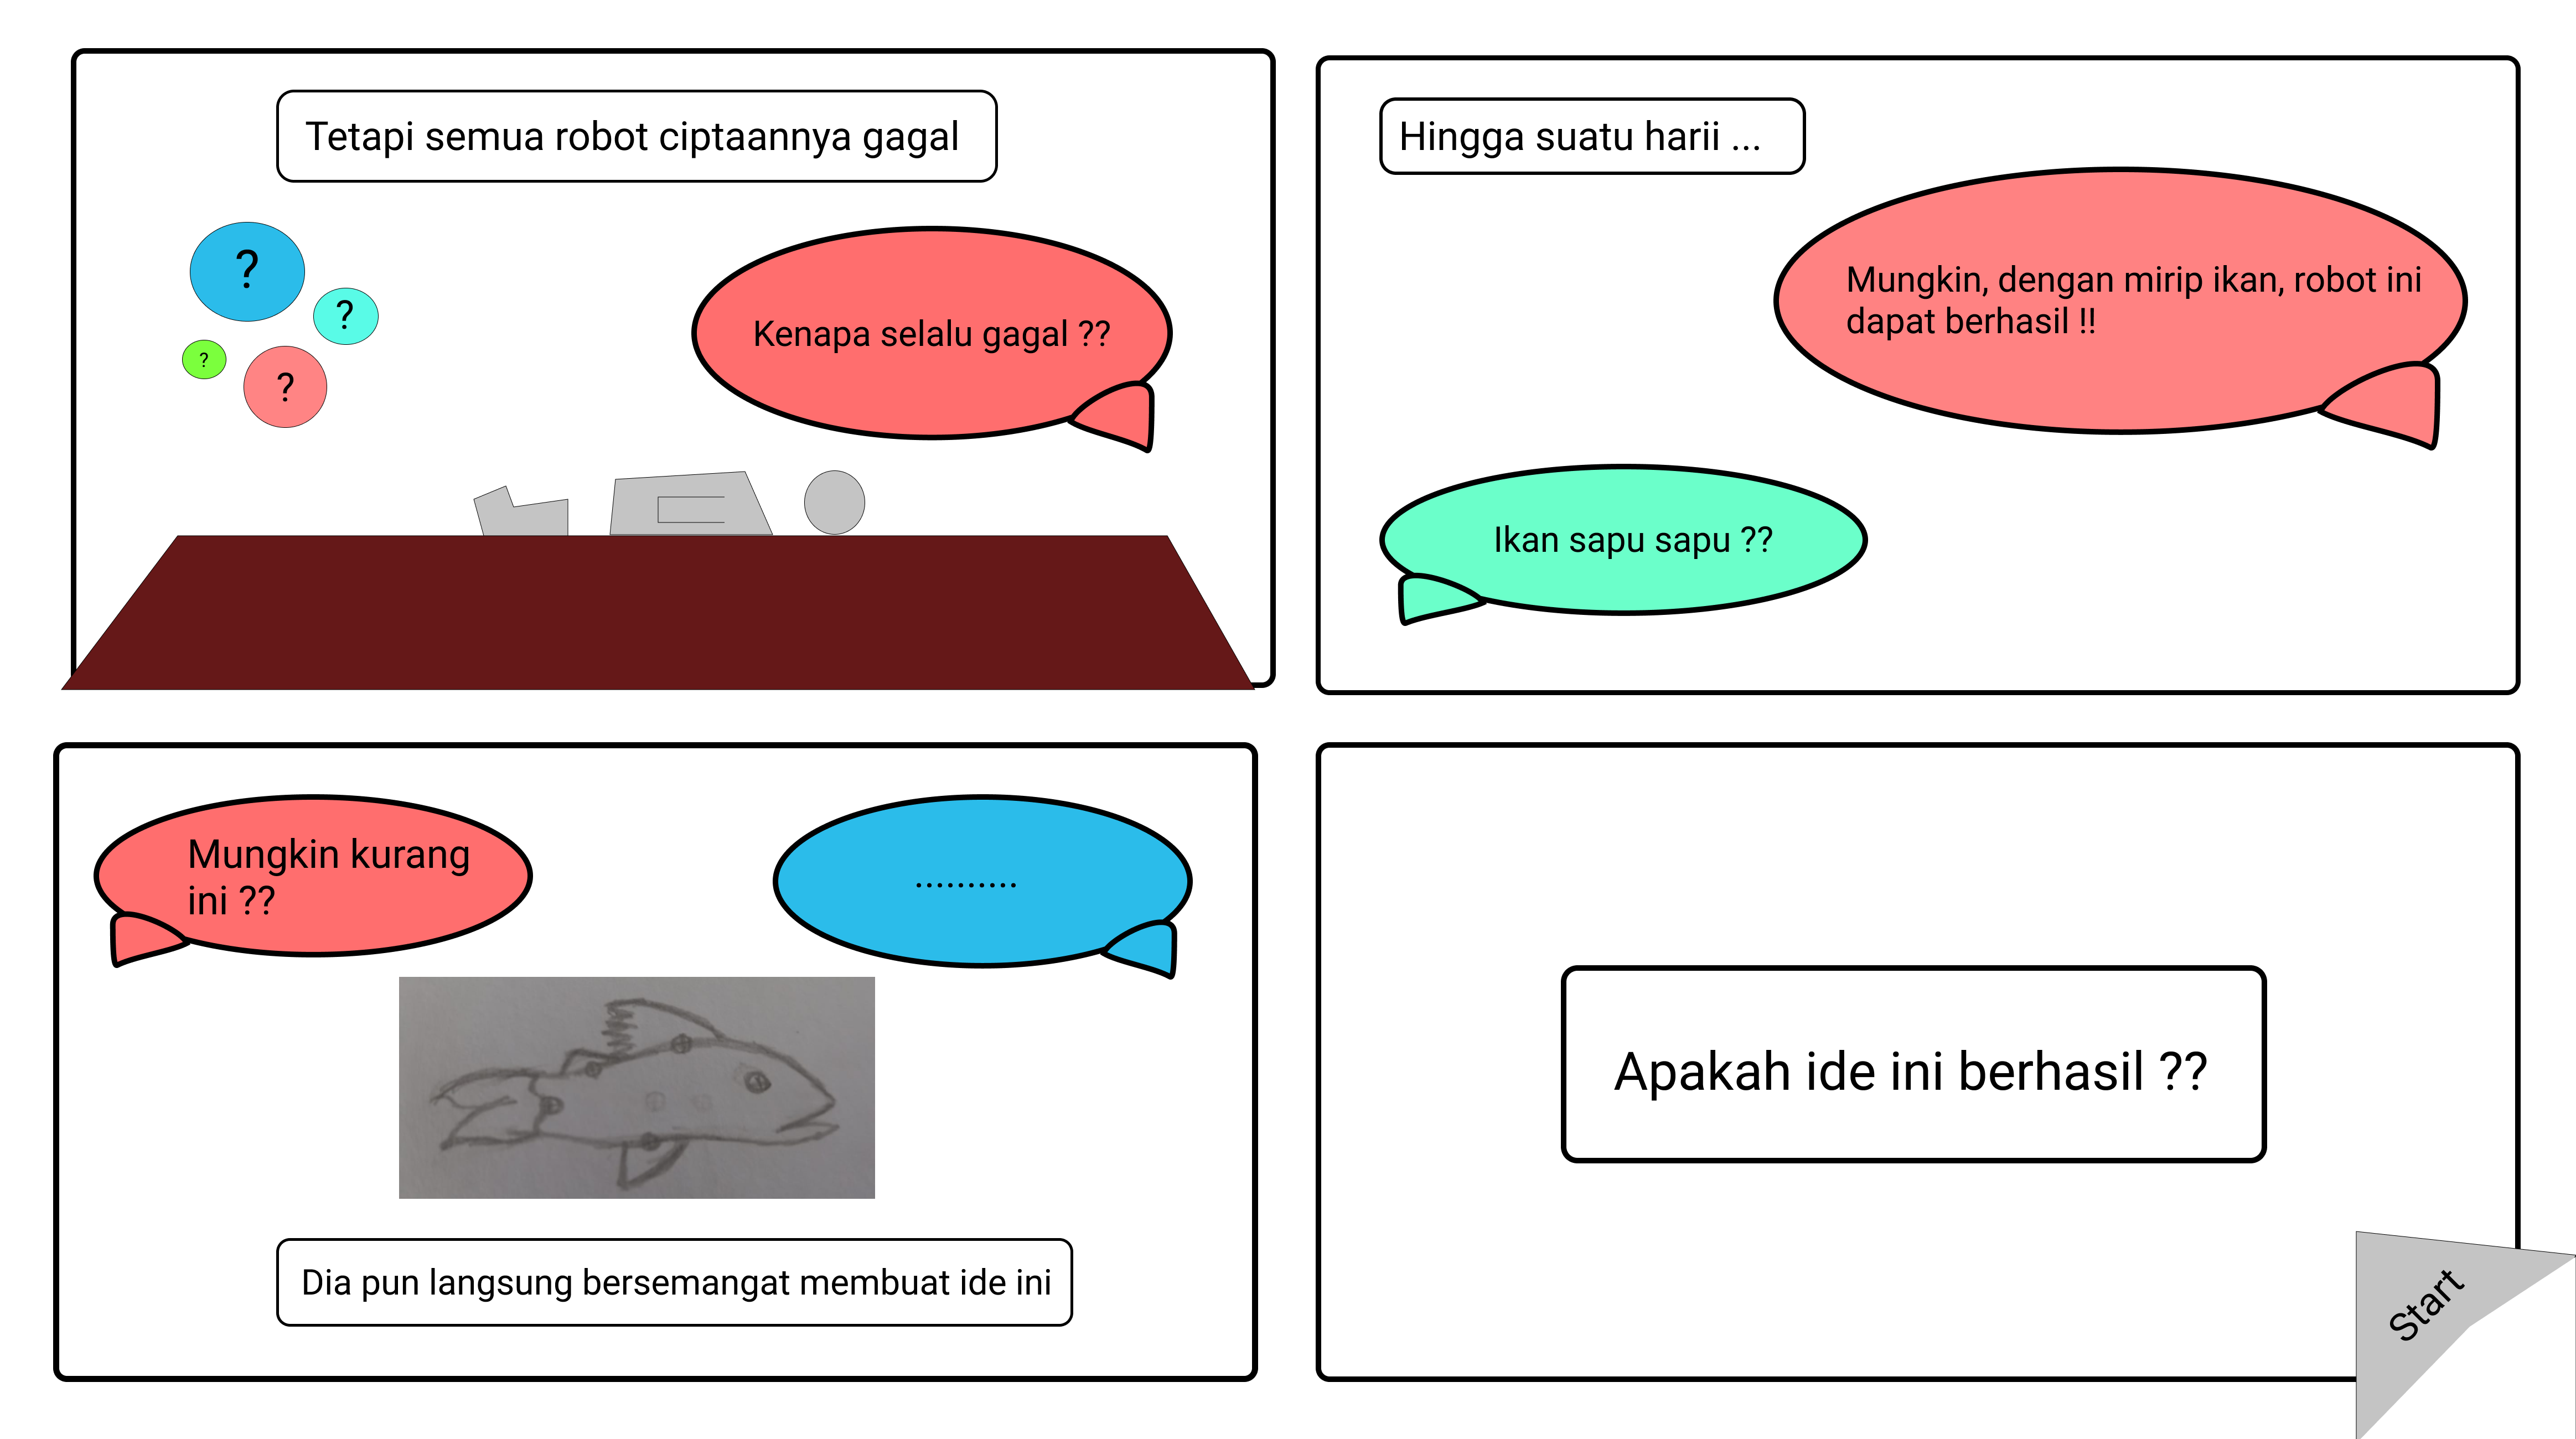 Tetapi semua robot ciptaannya gagal
?
?
?
?
Kenapa selalu gagal ??
Hingga suatu harii ...
Mungkin, dengan mirip ikan, robot ini
dapat berhasil !!
Ikan sapu sapu ??
Mungkin kurang
ini ??
..........
Dia pun langsung bersemangat membuat ide ini
Apakah ide ini berhasil ??
Start